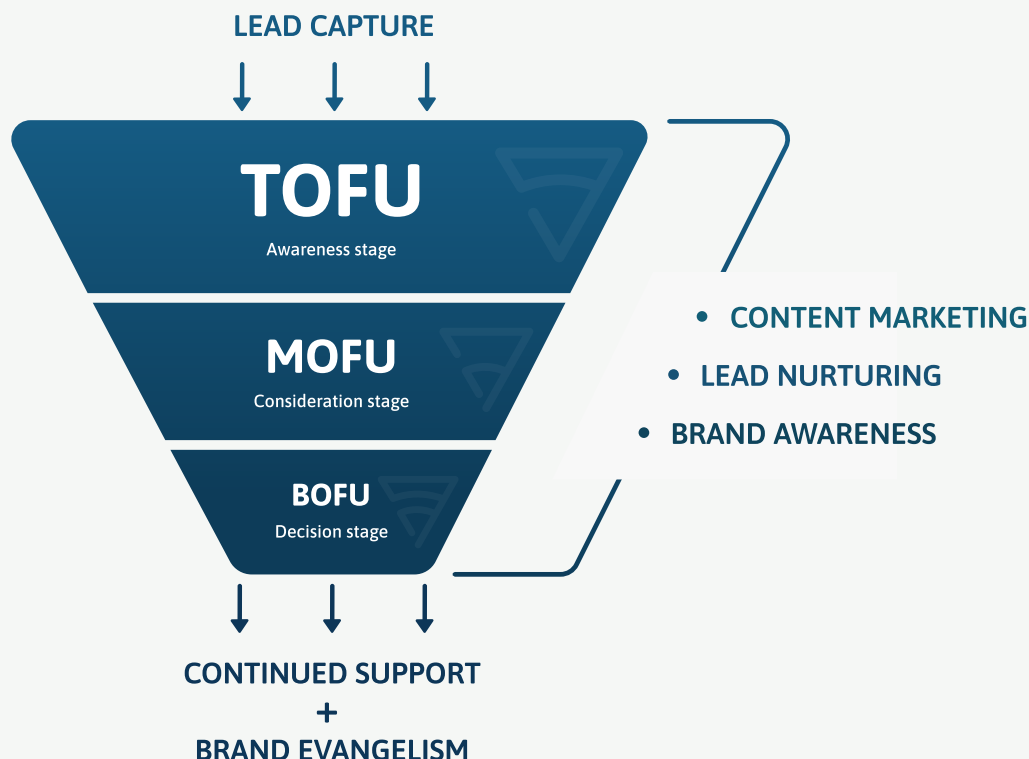 LEAD CAPTURE
TOFU
Awareness stage
MOFU
Consideration stage
BOFU
Decision stage
• CONTENT MARKETING
• LEAD NURTURING
• BRAND AWARENESS
CONTINUED SUPPORT
+
BRAND EVANGELISM